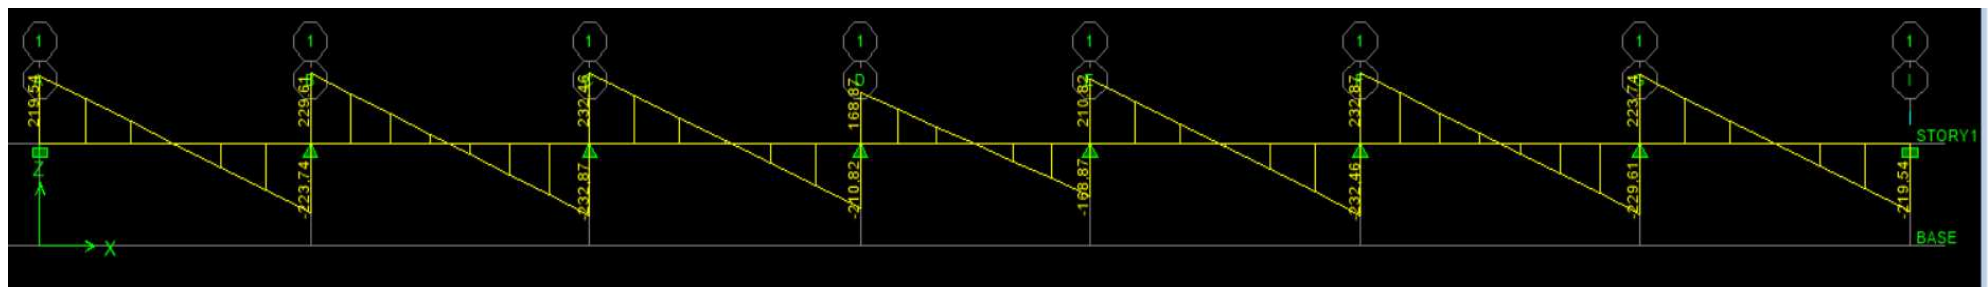 1 1 1 1 1 1 1 1
D I
219.54 229.61 232.46 168.87 210.82 232.87 223.74
STORY1
-223.74 -232.87 -210.82 -168.87 -232.46 -229.61 -219.54
Z
X
BASE